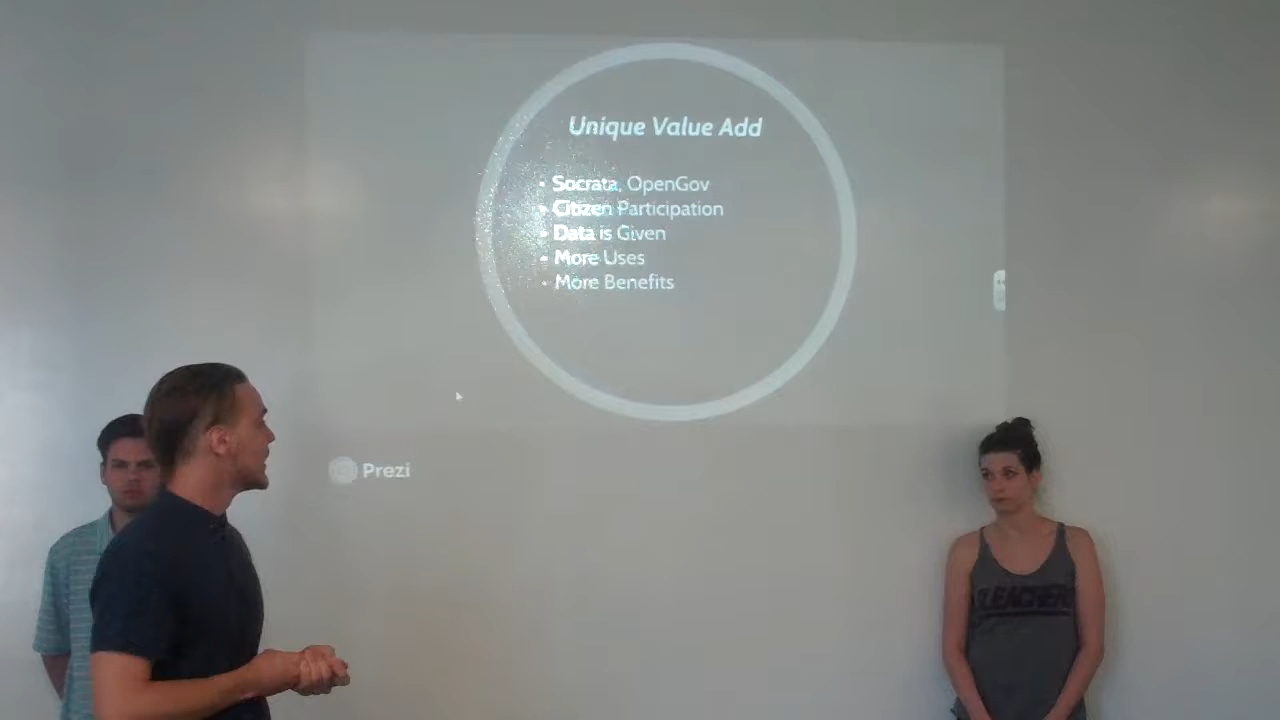 Unique Value Add
• Socrata, OpenGov
• Citizen Participation
• Data is Given
• More Uses
• More Benefits
Prezi